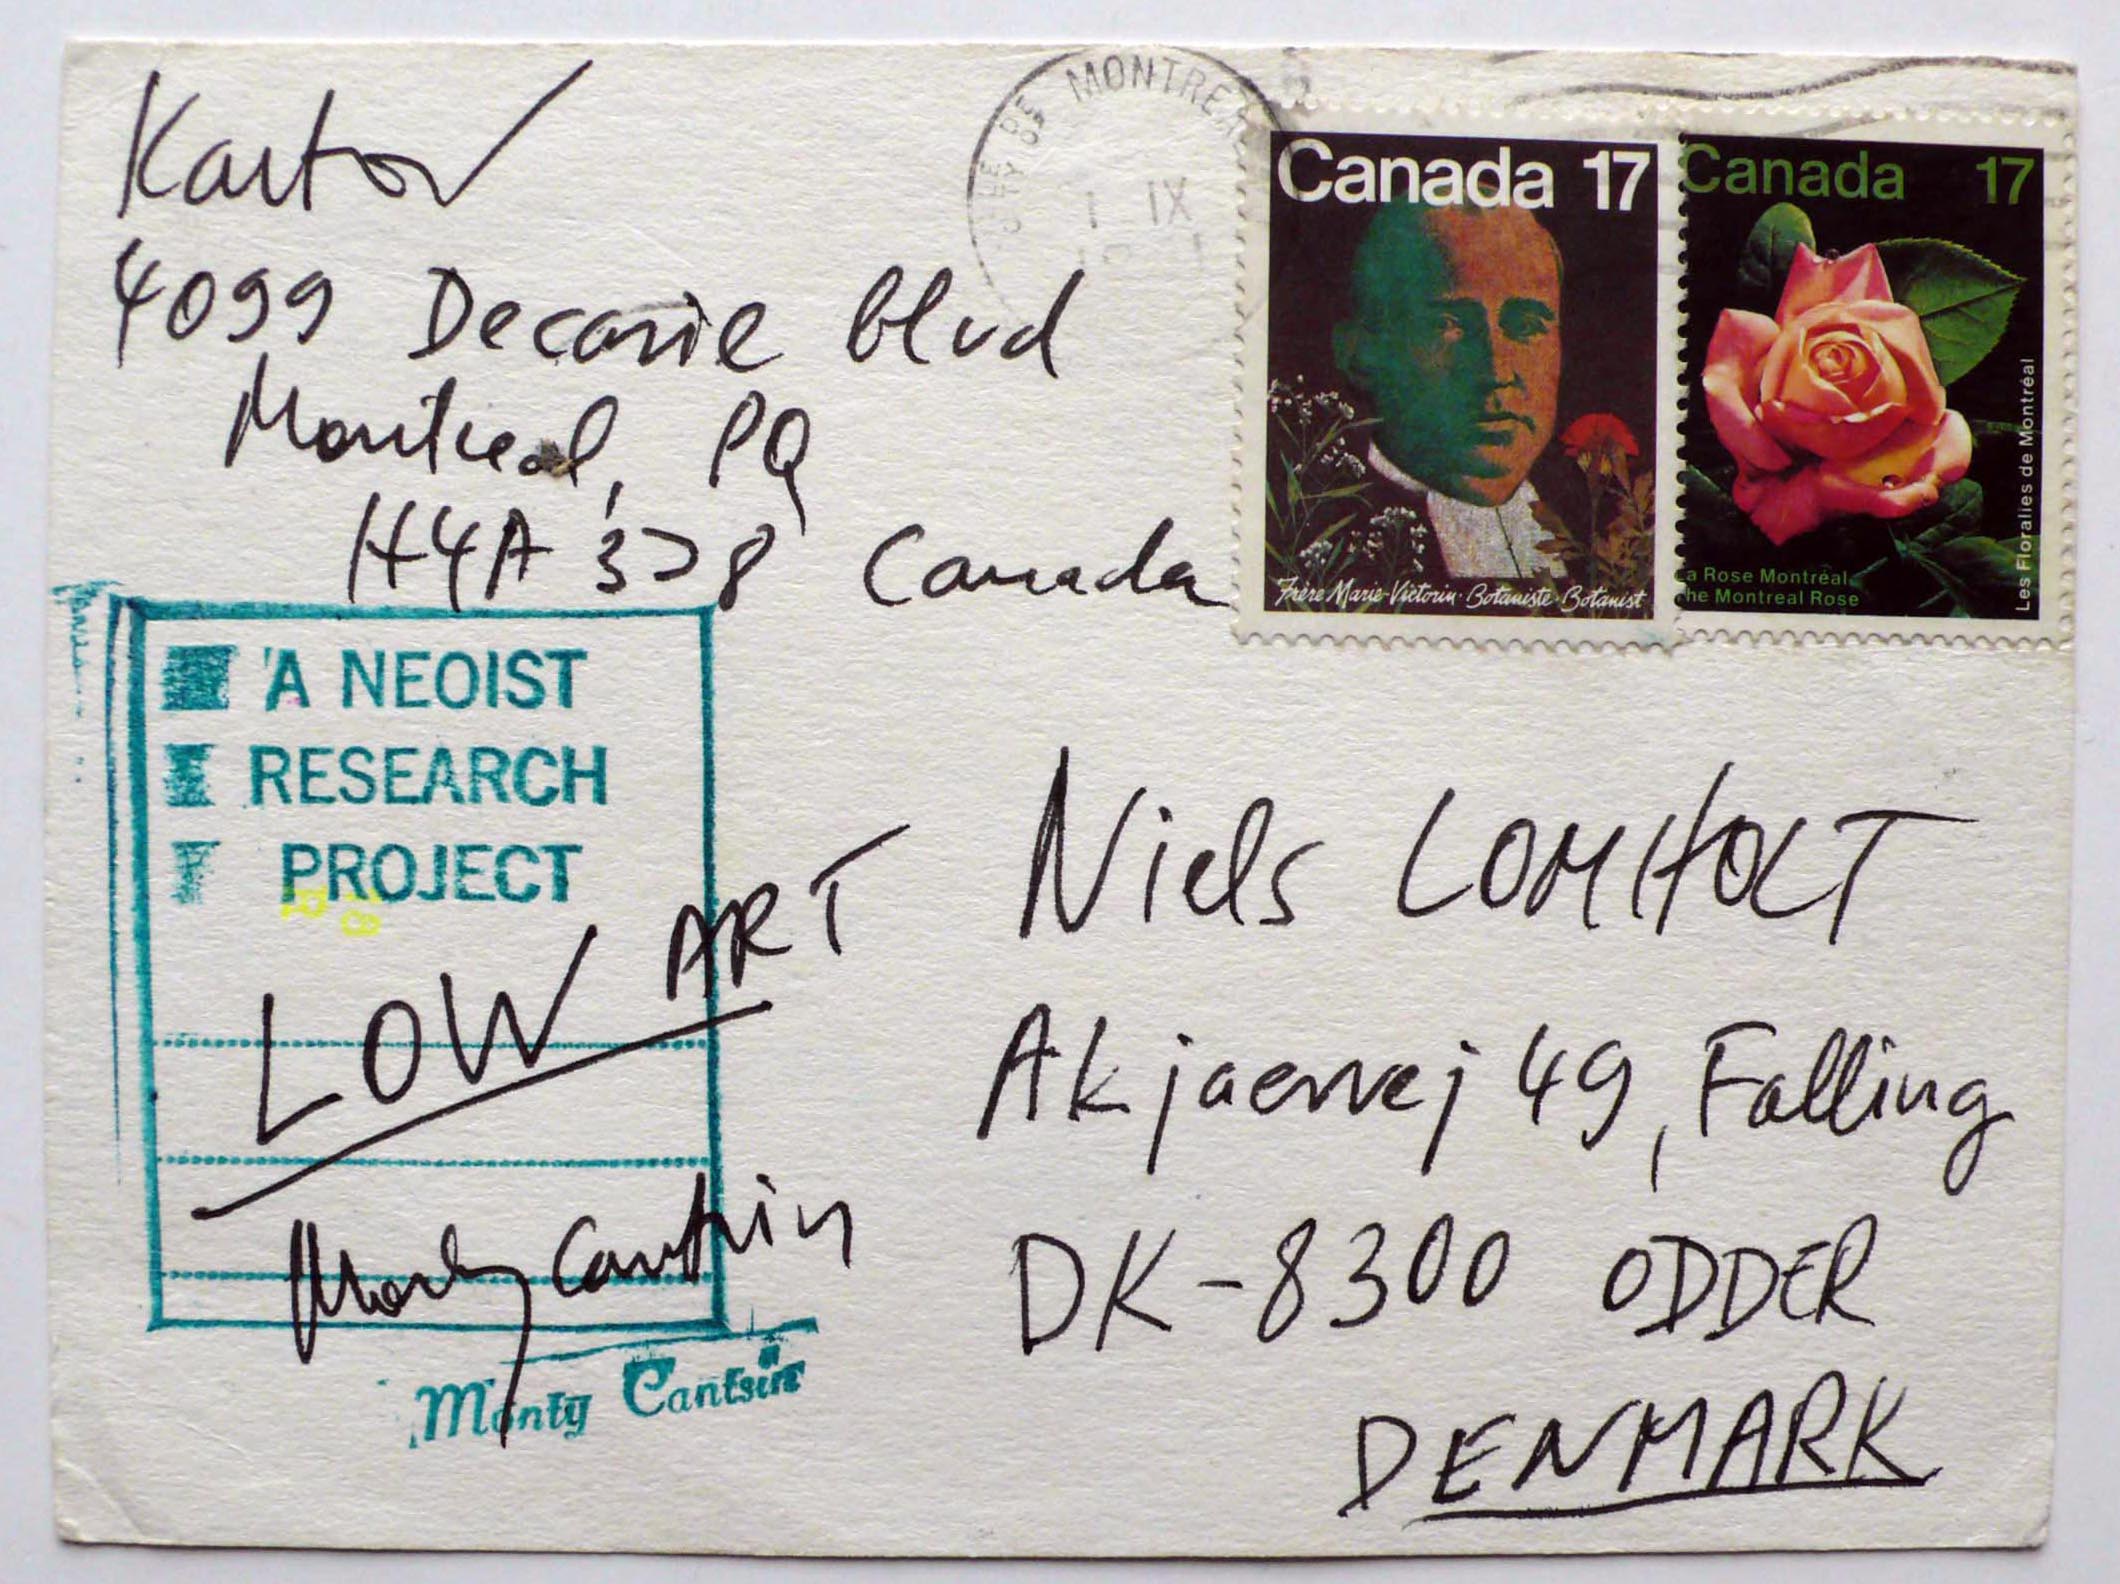 Kantor
4099 Decarie blvd
Montreal, PQ
H4A 3J8 Canada
CITY OF MONTREAL
1 IX
Canada 17
Frère Marie-Victorin · Botaniste · Botanist
Canada 17
La Rose Montréal
The Montreal Rose
Les Floralies de Montréal
A NEOIST
RESEARCH
PROJECT
LOW ART
Monty Cantsin
Monty Cantsin
Niels LOMHOLT
Akjaervej 49, Falling
DK-8300 ODDER
DENMARK